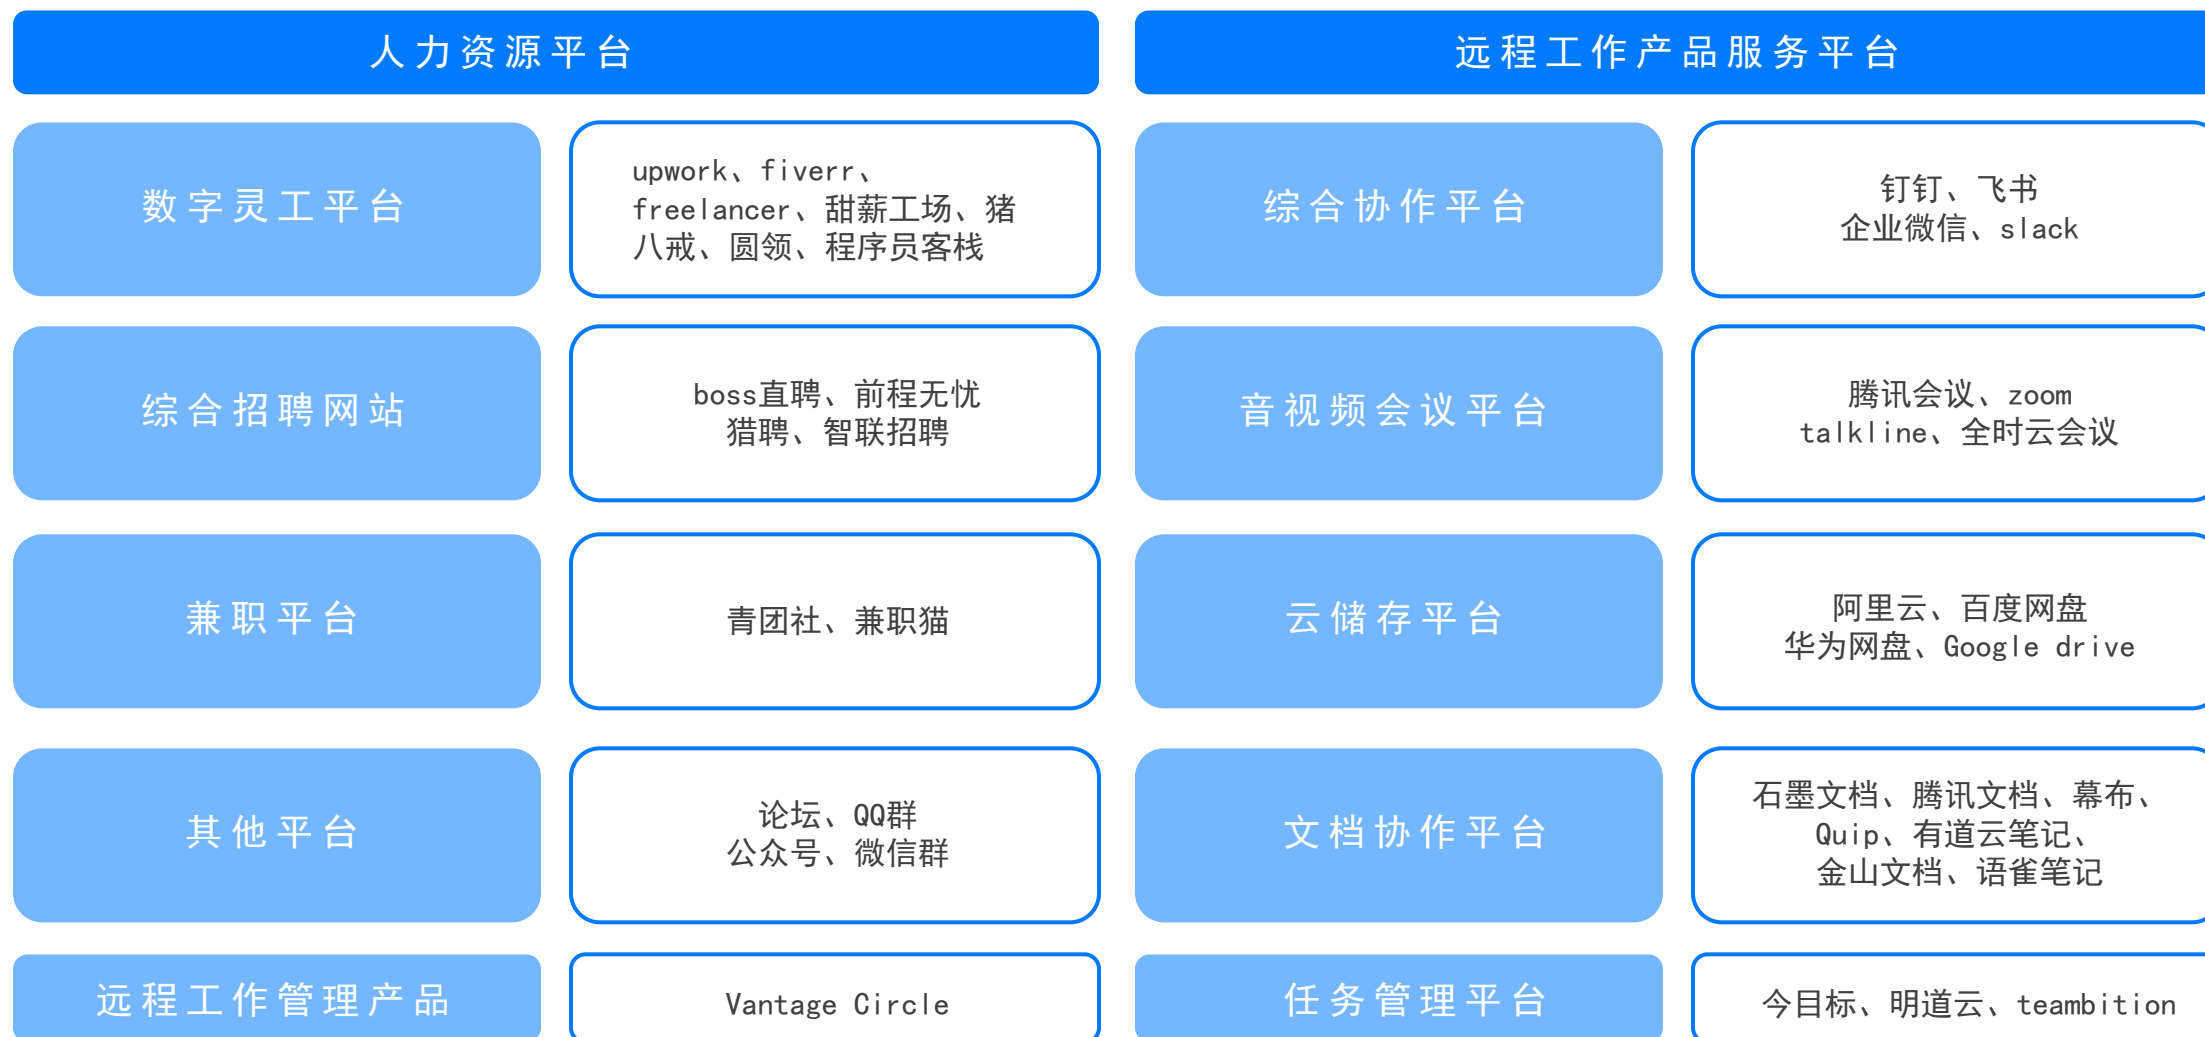 人力资源平台
数字灵工平台
upwork、fiverr、
freelancer、甜薪工场、猪
八戒、圆领、程序员客栈
综合招聘网站
boss直聘、前程无忧
猎聘、智联招聘
兼职平台
青团社、兼职猫
其他平台
论坛、QQ群
公众号、微信群
远程工作管理产品
Vantage Circle
远程工作产品服务平台
综合协作平台
钉钉、飞书
企业微信、slack
音视频会议平台
腾讯会议、zoom
talkline、全时云会议
云储存平台
阿里云、百度网盘
华为网盘、Google drive
文档协作平台
石墨文档、腾讯文档、幕布、
Quip、有道云笔记、
金山文档、语雀笔记
任务管理平台
今目标、明道云、teambition